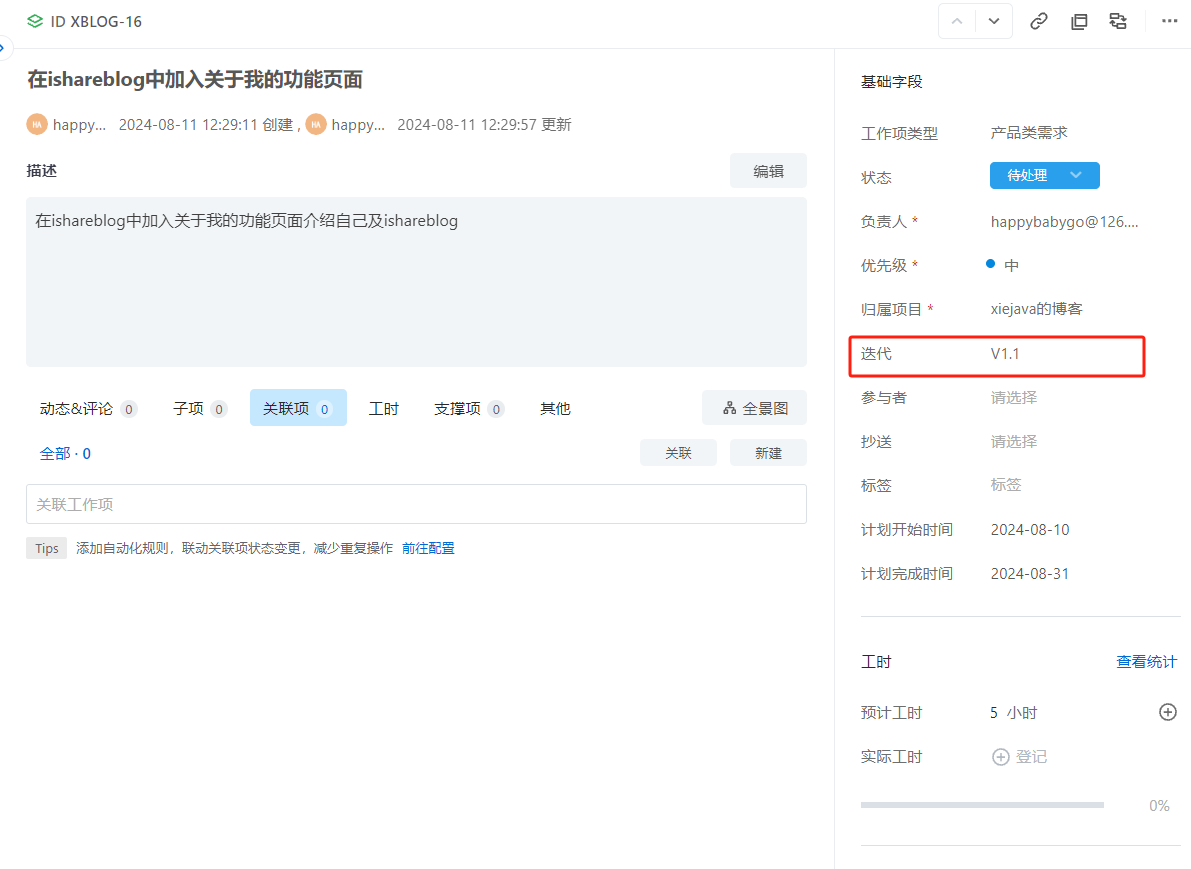 ID XBLOG-16
在ishareblog中加入关于我的功能页面
HA happy... 2024-08-11 12:29:11 创建 , HA happy... 2024-08-11 12:29:57 更新
描述 编辑
在ishareblog中加入关于我的功能页面介绍自己及ishareblog
动态&评论 0 子项 0 关联项 0 工时 支撑项 0 其他 全景图
全部 · 0 关联 新建
关联工作项
Tips 添加自动化规则，联动关联项状态变更，减少重复操作 前往配置
基础字段
工作项类型 产品类需求
状态 待处理
负责人 * happybabygo@126....
优先级 * 中
归属项目 * xiejava的博客
迭代 V1.1
参与者 请选择
抄送 请选择
标签 标签
计划开始时间 2024-08-10
计划完成时间 2024-08-31
工时 查看统计
预计工时 5 小时
实际工时 登记
0%